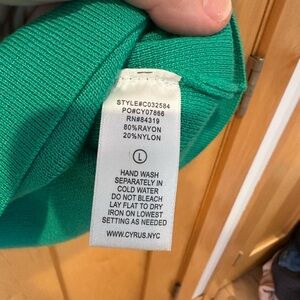 STYLE#C032584
PO#CY07866
RN#84319
80%RAYON
20%NYLON
L
HAND WASH
SEPARATELY IN
COLD WATER
DO NOT BLEACH
LAY FLAT TO DRY
IRON ON LOWEST
SETTING AS NEEDED
WWW.CYRUS.NYC